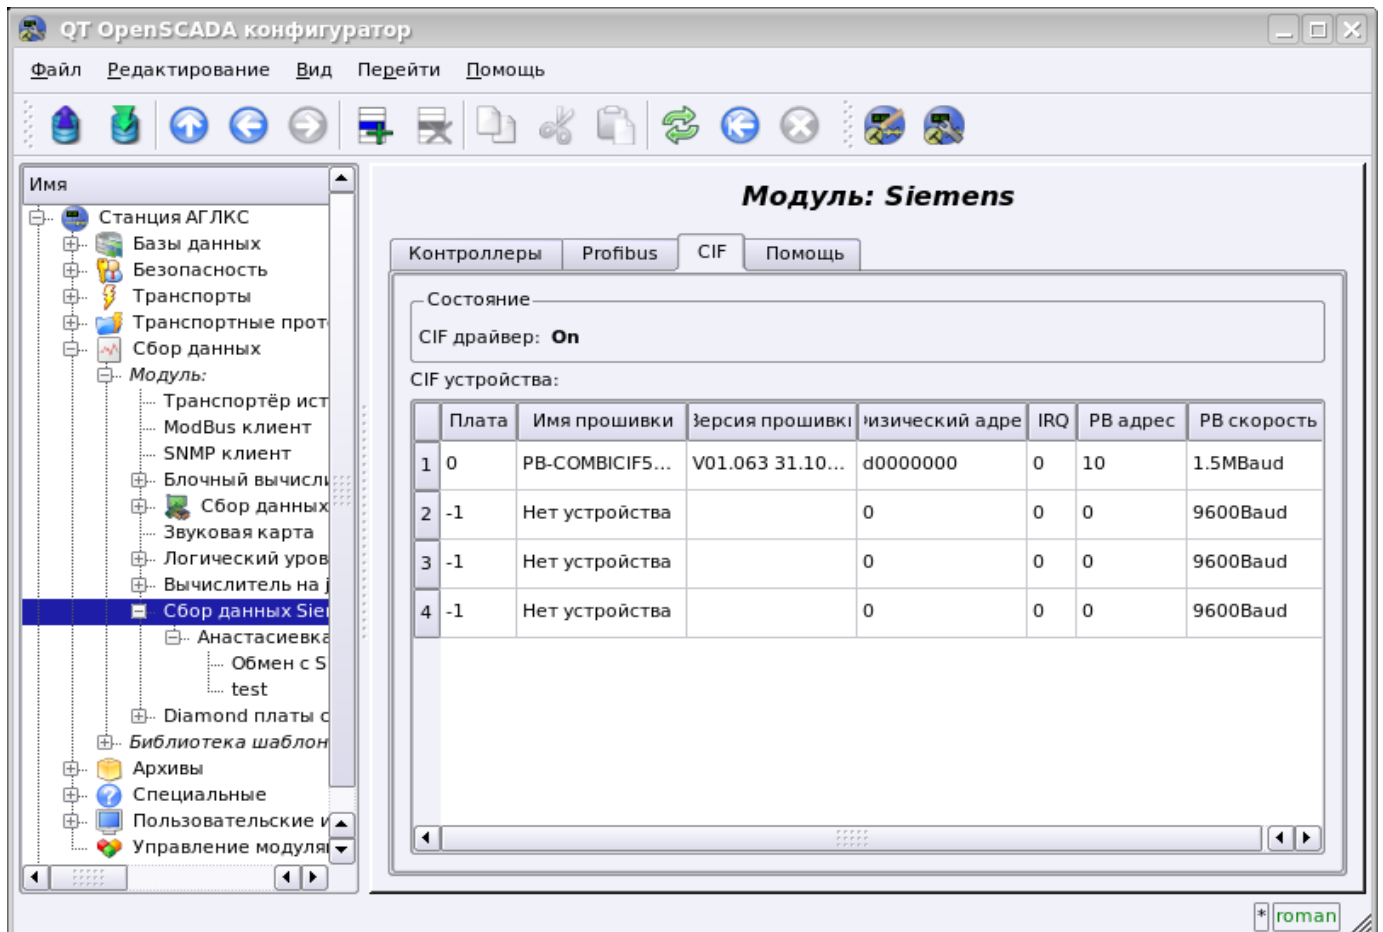 QT OpenSCADA конфигуратор
Файл Редактирование Вид Перейти Помощь
Имя
Станция АГЛКС
Базы данных
Безопасность
Транспорты
Транспортные прот
Сбор данных
Модуль:
Транспортёр ист
ModBus клиент
SNMP клиент
Блочный вычисли
Сбор данных
Звуковая карта
Логический уров
Вычислитель на j
Сбор данных Sie
Анастасиевка
Обмен с S
test
Diamond платы с
Библиотека шаблон
Архивы
Специальные
Пользовательские и
Управление модуля
Модуль: Siemens
Контроллеры Profibus CIF Помощь
Состояние
CIF драйвер: On
CIF устройства:
Плата Имя прошивки Версия прошивки физический адре IRQ PB адрес PB скорость
1 0 PB-COMBICIF5... V01.063 31.10... d0000000 0 10 1.5MBaud
2 -1 Нет устройства 0 0 0 9600Baud
3 -1 Нет устройства 0 0 0 9600Baud
4 -1 Нет устройства 0 0 0 9600Baud
* roman